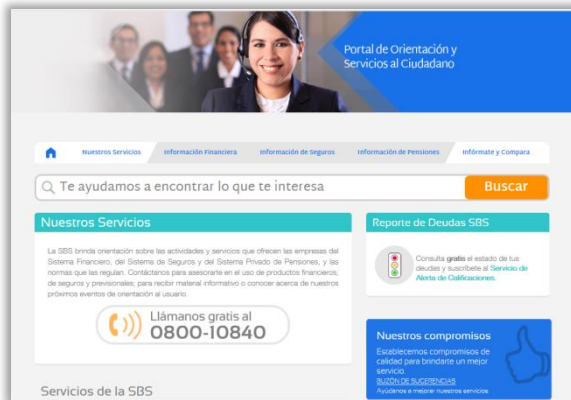 Portal de Orientación y
Servicios al Ciudadano
Nuestros Servicios
Información Financiera
Información de Seguros
Información de Pensiones
Infórmate y Compara
Te ayudamos a encontrar lo que te interesa
Buscar
Nuestros Servicios
La SBS brinda orientación sobre las actividades y servicios que ofrecen las empresas del
Sistema Financiero, del Sistema de Seguros y del Sistema Privado de Pensiones, y las
normas que las regulan. Contáctanos para asesorarte en el uso de productos financieros,
de seguros y previsionales; para recibir material informativo o conocer acerca de nuestros
próximos eventos de orientación al usuario.
Llámanos gratis al
0800-10840
Servicios de la SBS
Reporte de Deudas SBS
Consulta gratis el estado de tus
deudas y suscríbete al Servicio de
Alerta de Calificaciones.
Nuestros compromisos
Establecemos compromisos de
calidad para brindarte un mejor
servicio.
BUZÓN DE SUGERENCIAS
Ayúdanos a mejorar nuestros servicios